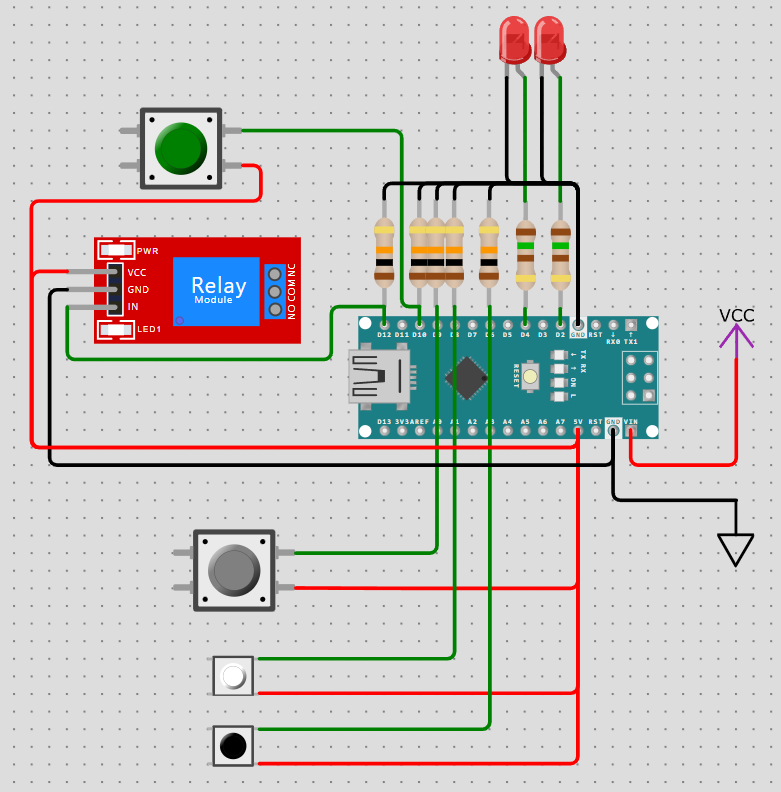 VCC
PWR
VCC
GND
IN
LED1
Relay
Module
NO COM NC
D12 D11 D10 D9 D8 D7 D6 D5 D4 D3 D2 GND RST RX0 TX1
RESET
TX RX
ON L
D13 3V3 AREF A0 A1 A2 A3 A4 A5 A6 A7 5V RST GND VIN